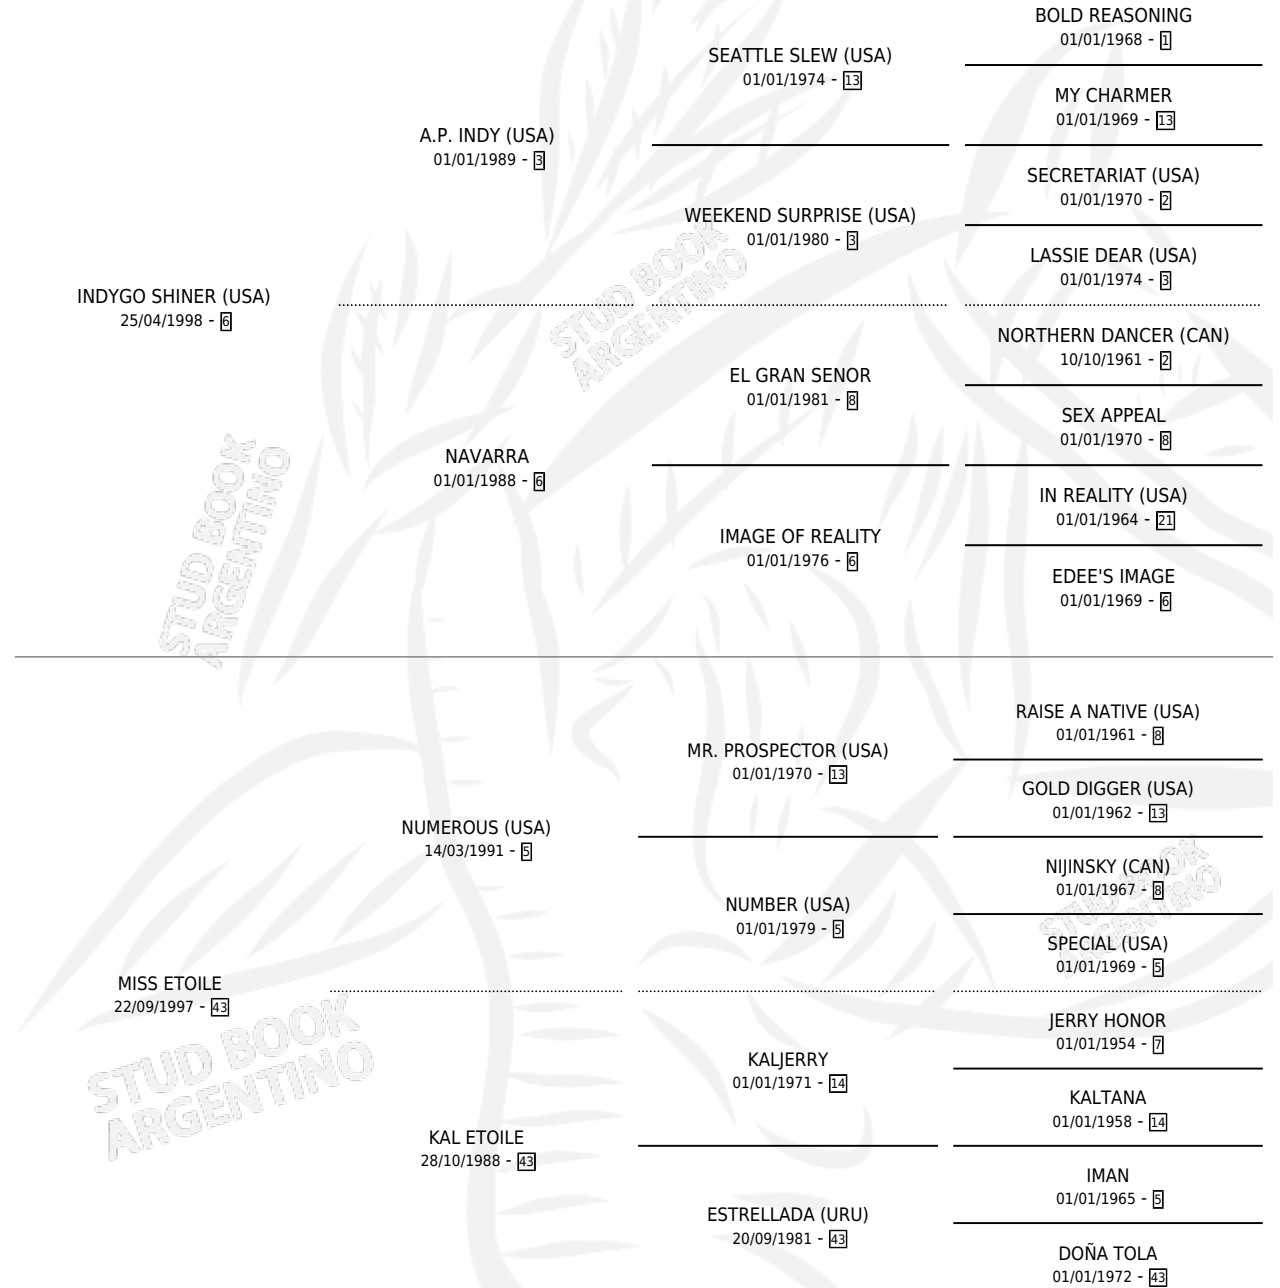 BOLD REASONING
01/01/1968 - 1
SEATTLE SLEW (USA)
01/01/1974 - 13
MY CHARMER
01/01/1969 - 13
A.P. INDY (USA)
01/01/1989 - 3
SECRETARIAT (USA)
01/01/1970 - 2
WEEKEND SURPRISE (USA)
01/01/1980 - 3
LASSIE DEAR (USA)
01/01/1974 - 3
INDYGO SHINER (USA)
25/04/1998 - 6
NORTHERN DANCER (CAN)
10/10/1961 - 2
EL GRAN SENOR
01/01/1981 - 8
SEX APPEAL
01/01/1970 - 8
NAVARRA
01/01/1988 - 6
IN REALITY (USA)
01/01/1964 - 21
IMAGE OF REALITY
01/01/1976 - 6
EDEE'S IMAGE
01/01/1969 - 6
RAISE A NATIVE (USA)
01/01/1961 - 8
MR. PROSPECTOR (USA)
01/01/1970 - 13
GOLD DIGGER (USA)
01/01/1962 - 13
NUMEROUS (USA)
14/03/1991 - 5
NIJINSKY (CAN)
01/01/1967 - 8
NUMBER (USA)
01/01/1979 - 5
SPECIAL (USA)
01/01/1969 - 5
MISS ETOILE
22/09/1997 - 43
JERRY HONOR
01/01/1954 - 7
KALJERRY
01/01/1971 - 14
KALTANA
01/01/1958 - 14
KAL ETOILE
28/10/1988 - 43
IMAN
01/01/1965 - 5
ESTRELLADA (URU)
20/09/1981 - 43
DOÑA TOLA
01/01/1972 - 43
STUD BOOK
ARGENTINO
STUD BOOK
ARGENTINO
STUD BOOK
ARGENTINO
STUD BOOK
ARGENTINO